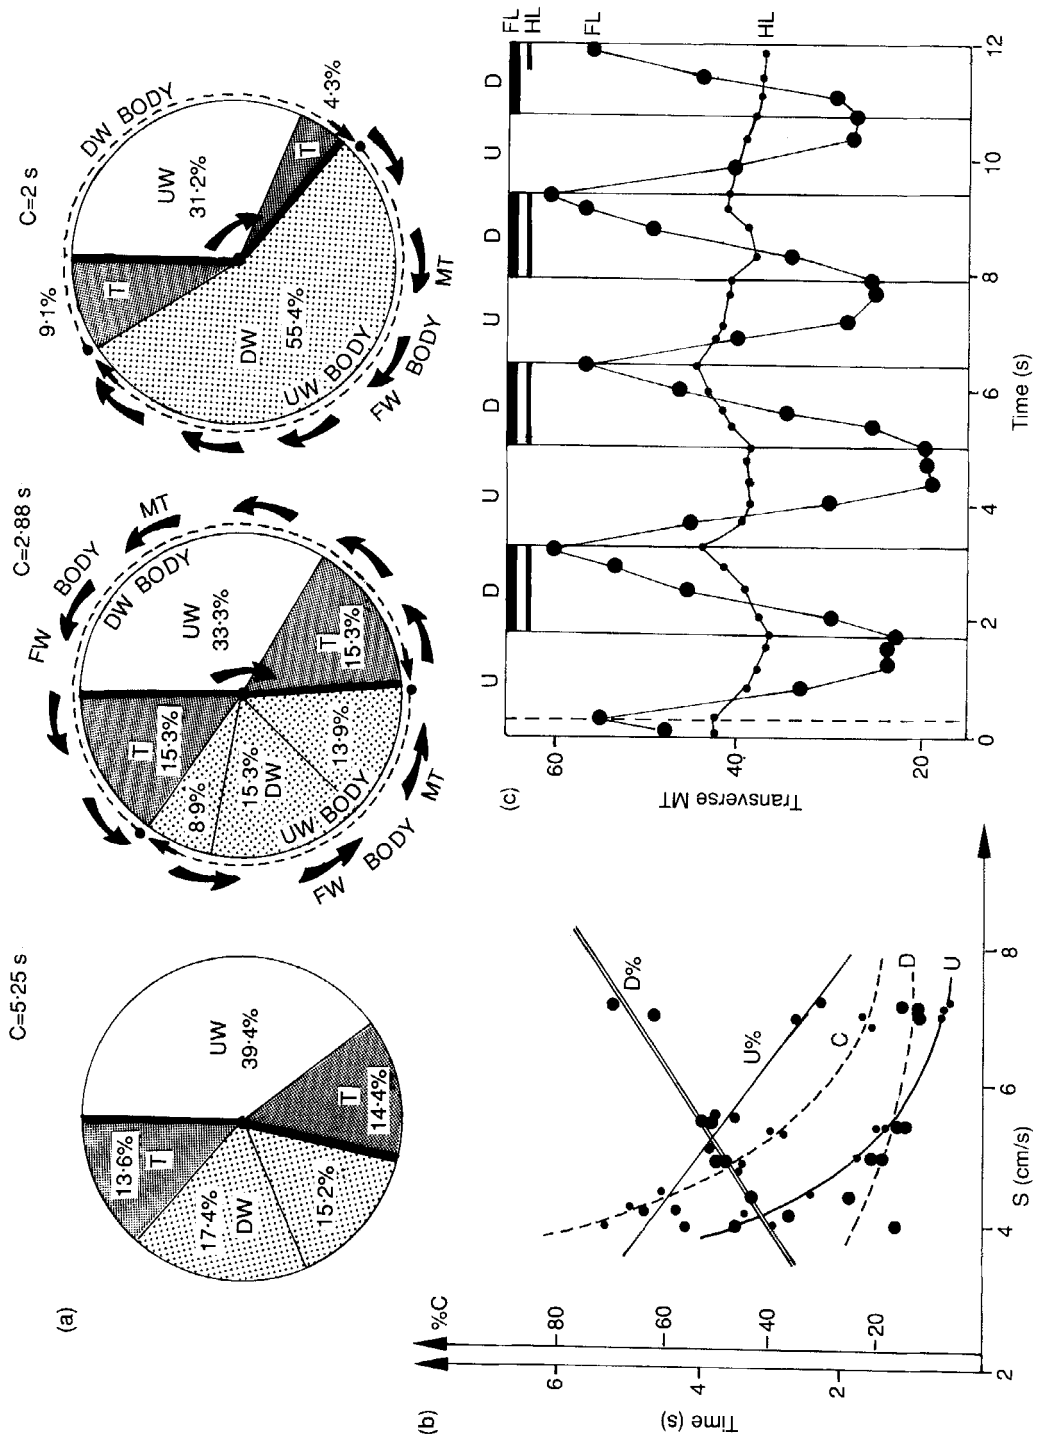 (a)
C=5·25 s
UW
39·4%
T
14·4%
15·2%
DW
17·4%
T
13·6%
C=2·88 s
UW
33·3%
T
15·3%
13·9%
15·3%
DW
8·9%
T
15·3%
DW BODY
UW BODY
FW BODY MT
FW BODY MT
C=2 s
UW
31·2%
T
4·3%
DW
55·4%
T
9·1%
DW BODY
UW BODY
FW BODY MT
(b)
%C
80
60
40
20
Time (s)
6
4
2
D%
U%
C
D
U
2
4
6
8
S (cm/s)
(c)
Transverse MT
60
40
20
U
D
U
D
U
D
U
D
FL
HL
FL
HL
0
2
4
6
8
10
12
Time (s)